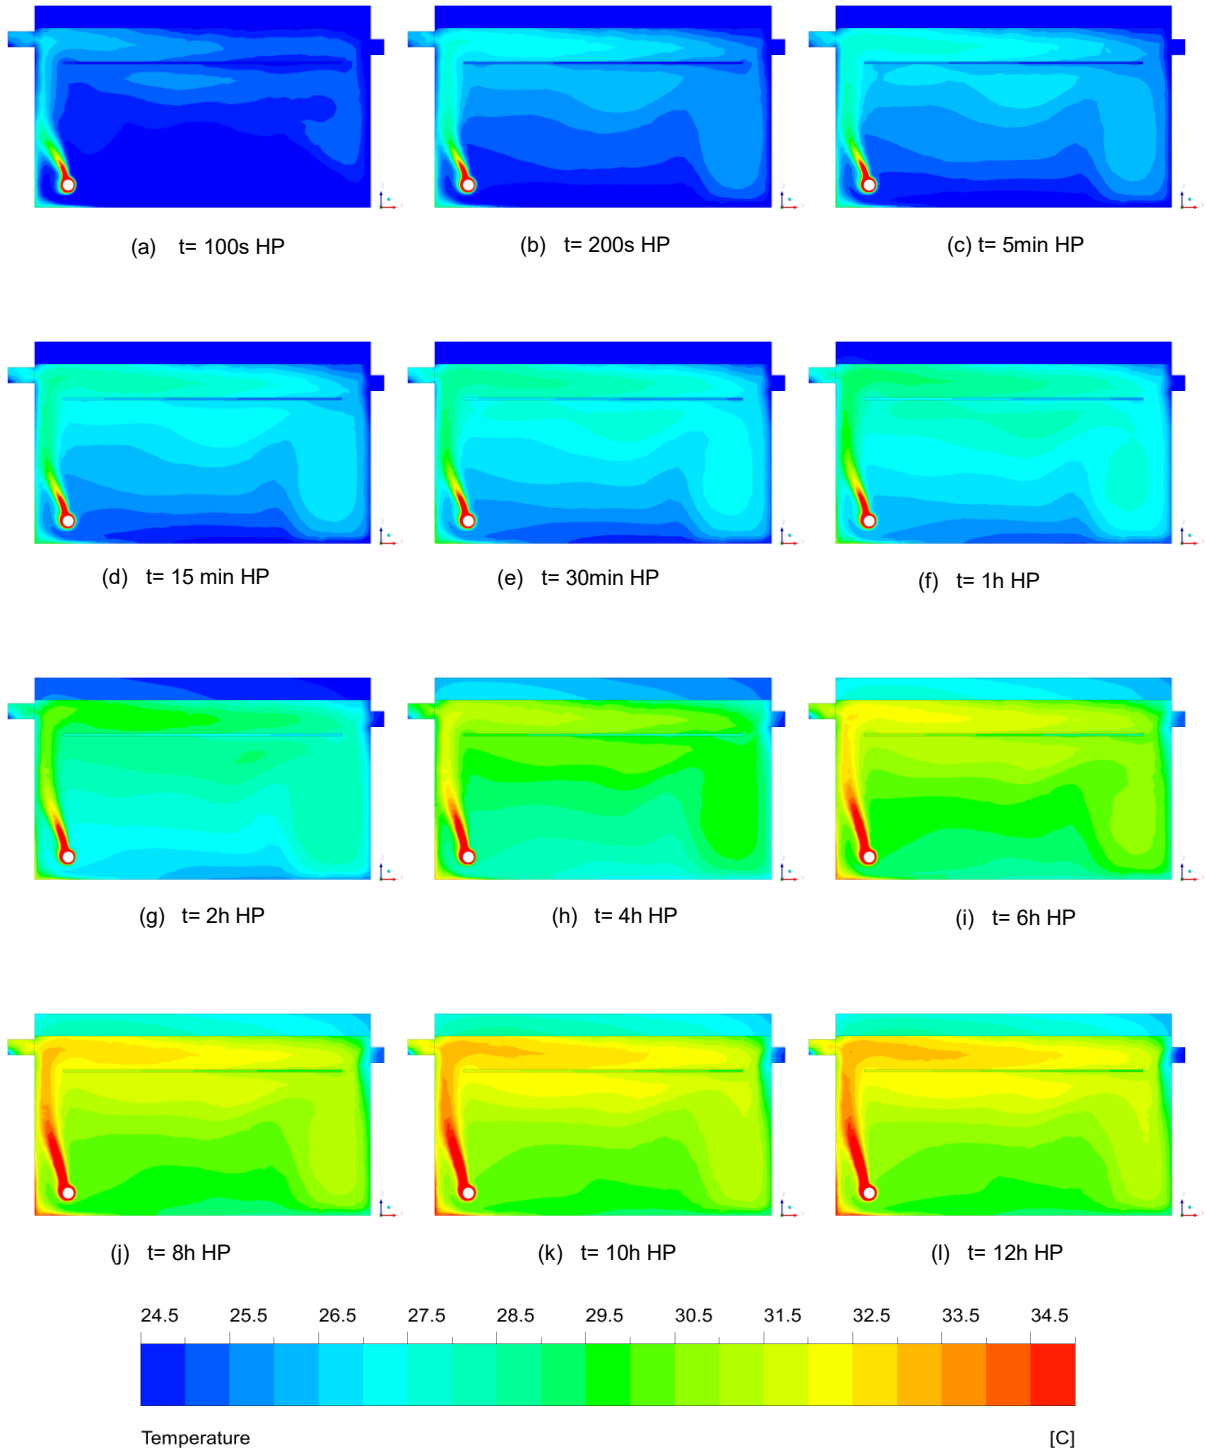 (a) t= 100s HP
(b) t= 200s HP
(c) t= 5min HP
(d) t= 15 min HP
(e) t= 30min HP
(f) t= 1h HP
(g) t= 2h HP
(h) t= 4h HP
(i) t= 6h HP
(j) t= 8h HP
(k) t= 10h HP
(l) t= 12h HP
24.5 25.5 26.5 27.5 28.5 29.5 30.5 31.5 32.5 33.5 34.5
Temperature [C]